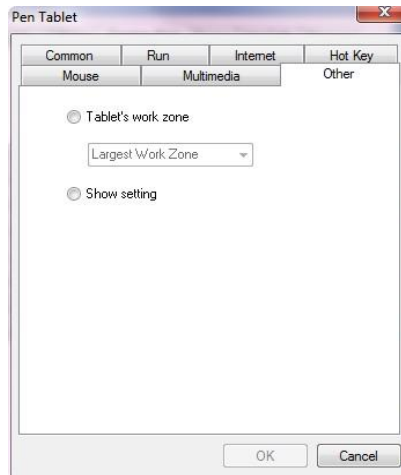 Pen Tablet
Common Run Internet Hot Key
Mouse Multimedia Other
Tablet's work zone
Largest Work Zone
Show setting
OK Cancel